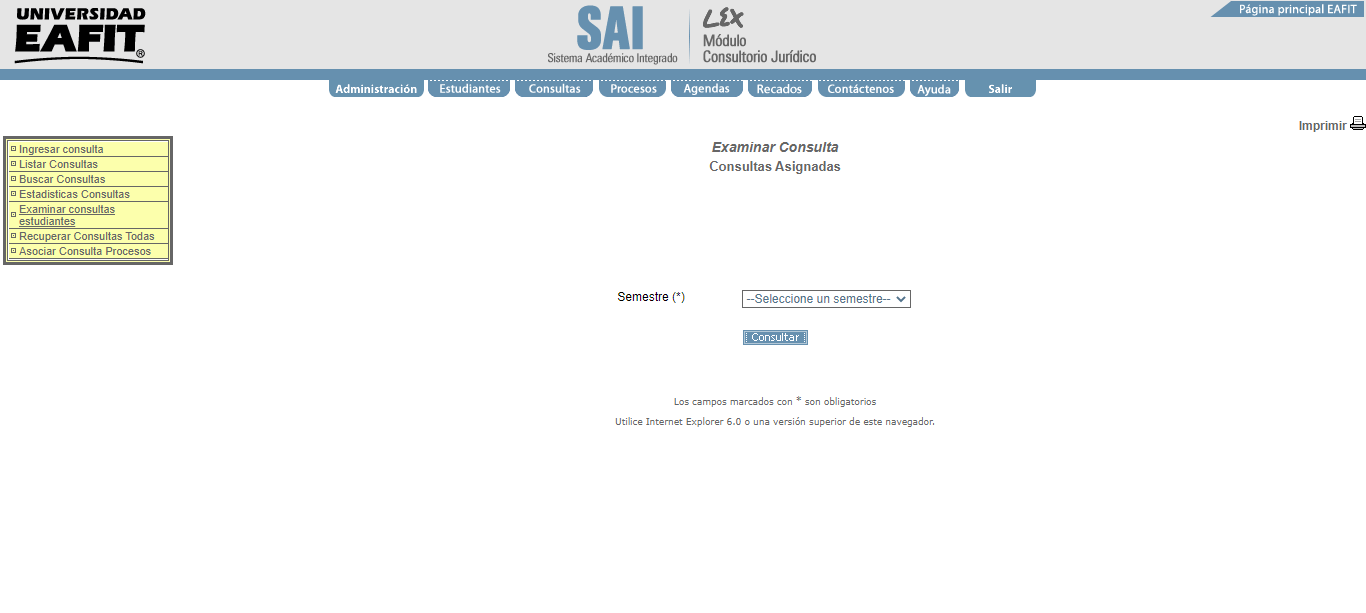 UNIVERSIDAD
EAFIT®
SAI
Sistema Académico Integrado
LEX
Módulo
Consultorio Jurídico
Página principal EAFIT
Administración Estudiantes Consultas Procesos Agendas Recados Contáctenos Ayuda Salir
Imprimir
Ingresar consulta
Listar Consultas
Buscar Consultas
Estadisticas Consultas
Examinar consultas
estudiantes
Recuperar Consultas Todas
Asociar Consulta Procesos
Examinar Consulta
Consultas Asignadas
Semestre (*)
--Seleccione un semestre--
Consultar
Los campos marcados con * son obligatorios
Utilice Internet Explorer 6.0 o una versión superior de este navegador.